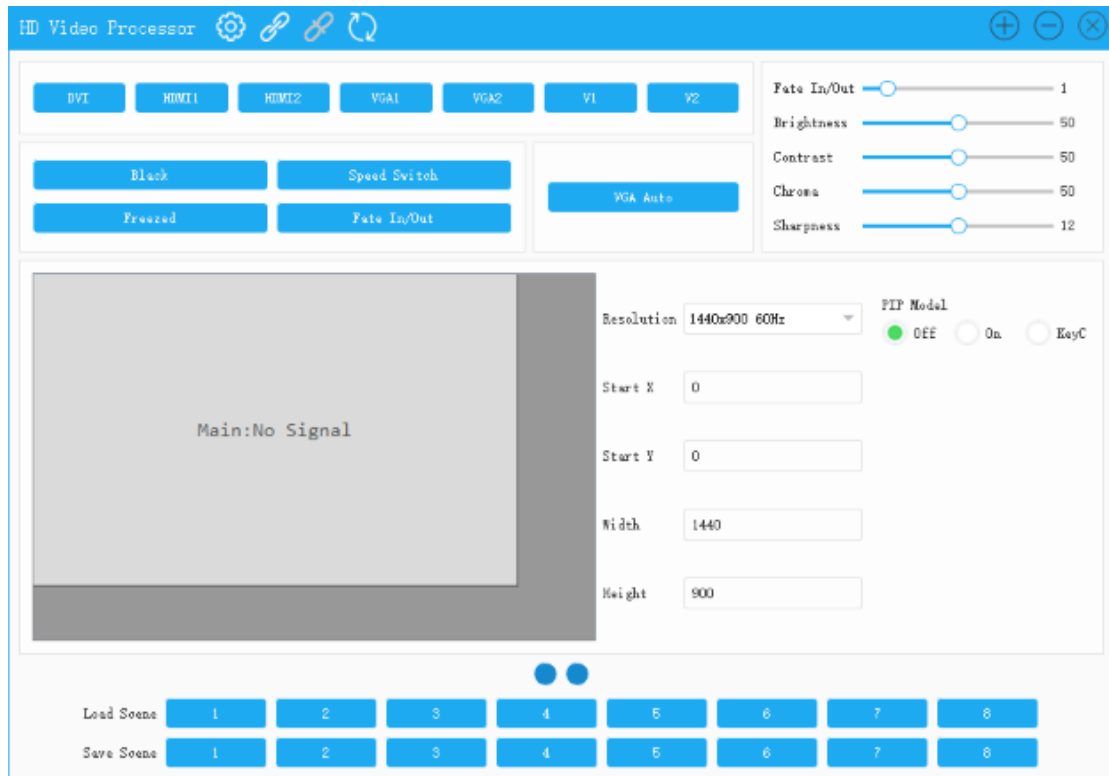 HD Video Processor
DVI HDMI1 HDMI2 VGA1 VGA2 V1 V2
Fate In/Out 1
Brightness 50
Contrast 50
Chroma 50
Sharpness 12
Black Speed Switch
Freezed Fate In/Out
VGA Auto
Main:No Signal
Resolution 1440x900 60Hz
PIP Model
Off On KeyC
Start X 0
Start Y 0
Width 1440
Height 900
Load Scene 1 2 3 4 5 6 7 8
Save Scene 1 2 3 4 5 6 7 8